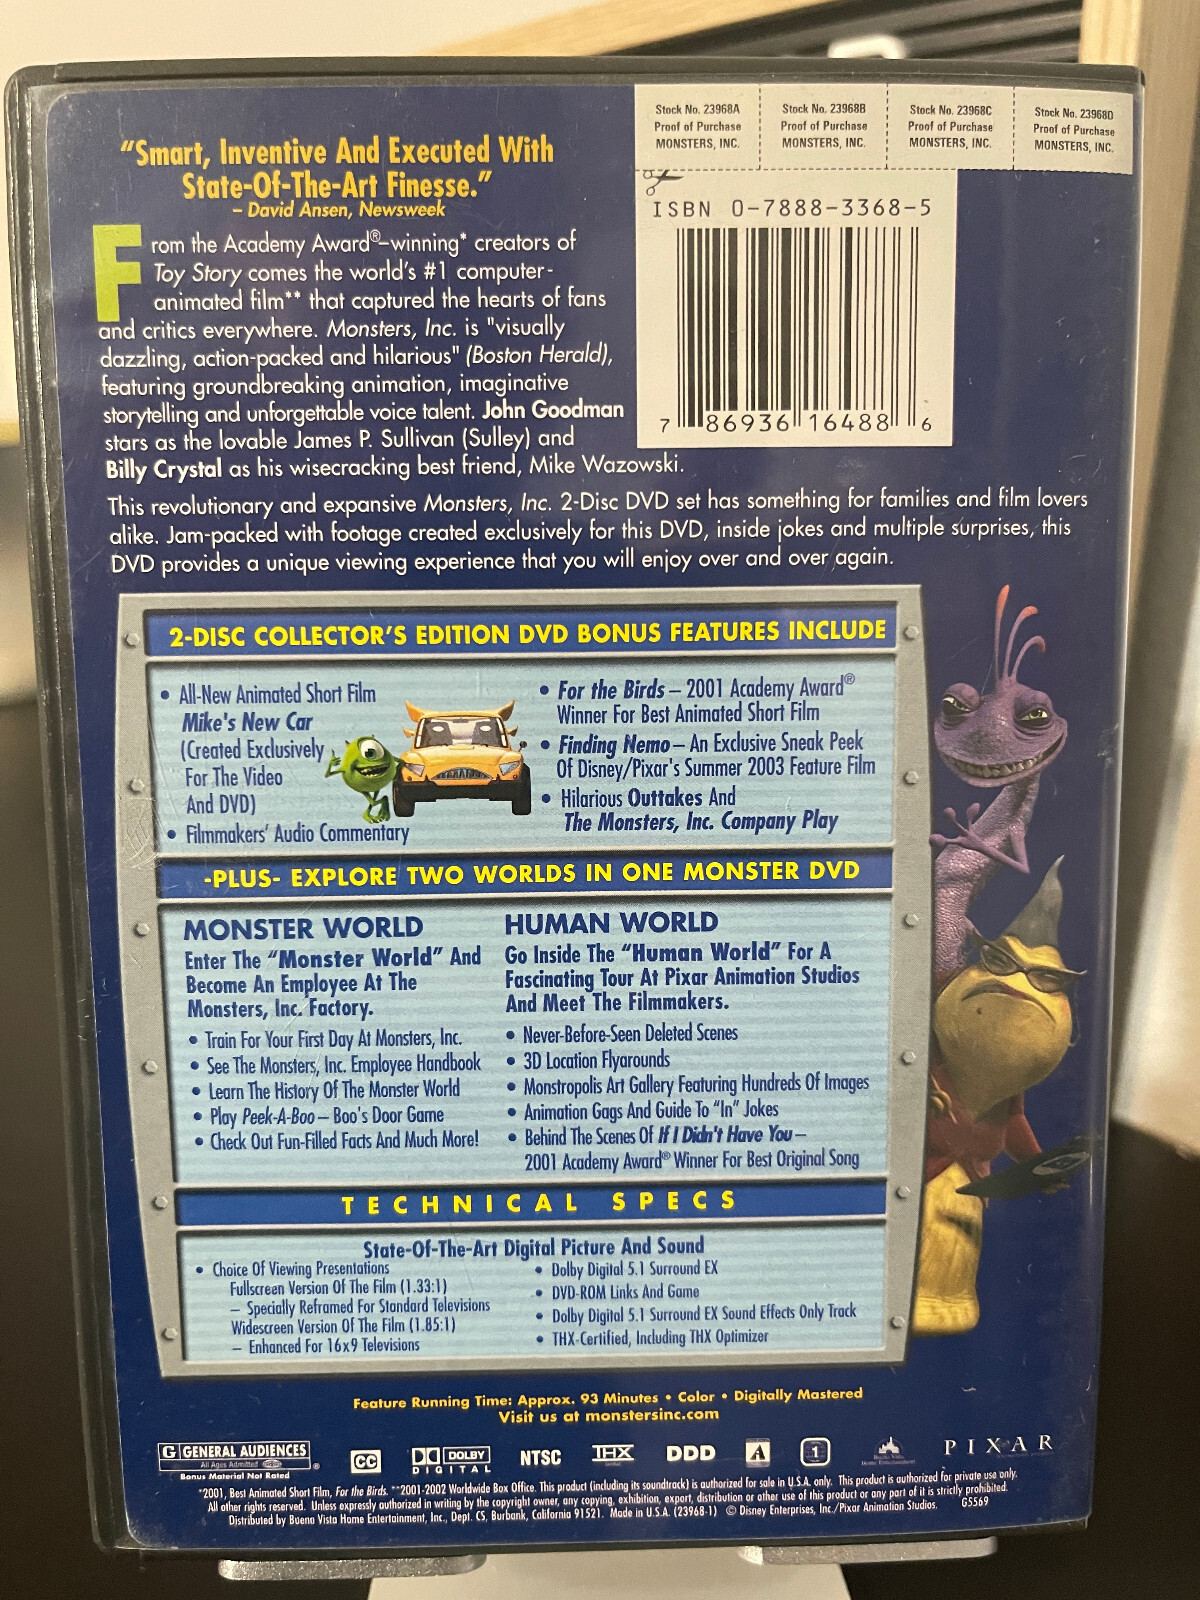 Stock No. 23968A
Proof of Purchase
MONSTERS, INC.
Stock No. 23968B
Proof of Purchase
MONSTERS, INC.
Stock No. 23968C
Proof of Purchase
MONSTERS, INC.
Stock No. 23968D
Proof of Purchase
MONSTERS, INC.
"Smart, Inventive And Executed With
State-Of-The-Art Finesse."
– David Ansen, Newsweek
ISBN 0-7888-3368-5
7 86936 16488 6
From the Academy Award®–winning* creators of
Toy Story comes the world's #1 computer-
animated film** that captured the hearts of fans
and critics everywhere. Monsters, Inc. is "visually
dazzling, action-packed and hilarious" (Boston Herald),
featuring groundbreaking animation, imaginative
storytelling and unforgettable voice talent. John Goodman
stars as the lovable James P. Sullivan (Sulley) and
Billy Crystal as his wisecracking best friend, Mike Wazowski.
This revolutionary and expansive Monsters, Inc. 2-Disc DVD set has something for families and film lovers
alike. Jam-packed with footage created exclusively for this DVD, inside jokes and multiple surprises, this
DVD provides a unique viewing experience that you will enjoy over and over again.
2-DISC COLLECTOR'S EDITION DVD BONUS FEATURES INCLUDE
• All-New Animated Short Film
Mike's New Car
(Created Exclusively
For The Video
And DVD)
• Filmmakers' Audio Commentary
• For the Birds – 2001 Academy Award®
Winner For Best Animated Short Film
• Finding Nemo – An Exclusive Sneak Peek
Of Disney/Pixar's Summer 2003 Feature Film
• Hilarious Outtakes And
The Monsters, Inc. Company Play
-PLUS- EXPLORE TWO WORLDS IN ONE MONSTER DVD
MONSTER WORLD
Enter The "Monster World" And
Become An Employee At The
Monsters, Inc. Factory.
• Train For Your First Day At Monsters, Inc.
• See The Monsters, Inc. Employee Handbook
• Learn The History Of The Monster World
• Play Peek-A-Boo – Boo's Door Game
• Check Out Fun-Filled Facts And Much More!
HUMAN WORLD
Go Inside The "Human World" For A
Fascinating Tour At Pixar Animation Studios
And Meet The Filmmakers.
• Never-Before-Seen Deleted Scenes
• 3D Location Flyarounds
• Monstropolis Art Gallery Featuring Hundreds Of Images
• Animation Gags And Guide To "In" Jokes
• Behind The Scenes Of If I Didn't Have You –
2001 Academy Award® Winner For Best Original Song
TECHNICAL SPECS
State-Of-The-Art Digital Picture And Sound
• Choice Of Viewing Presentations
Fullscreen Version Of The Film (1.33:1)
– Specially Reframed For Standard Televisions
Widescreen Version Of The Film (1.85:1)
– Enhanced For 16x9 Televisions
• Dolby Digital 5.1 Surround EX
• DVD-ROM Links And Game
• Dolby Digital 5.1 Surround EX Sound Effects Only Track
• THX-Certified, Including THX Optimizer
Feature Running Time: Approx. 93 Minutes • Color • Digitally Mastered
Visit us at monstersinc.com
G GENERAL AUDIENCES
All Ages Admitted
Bonus Material Not Rated
CC
DOLBY
DIGITAL
NTSC
THX
DDD
A
1
PIXAR
*2001, Best Animated Short Film, For the Birds. **2001-2002 Worldwide Box Office. This product (including its soundtrack) is authorized for sale in U.S.A. only. This product is authorized for private use only.
All other rights reserved. Unless expressly authorized in writing by the copyright owner, any copying, exhibition, export, distribution or other use of this product or any part of it is strictly prohibited.
Distributed by Buena Vista Home Entertainment, Inc., Dept. CS, Burbank, California 91521. Made in U.S.A. (23968-1) © Disney Enterprises, Inc./Pixar Animation Studios. G5569